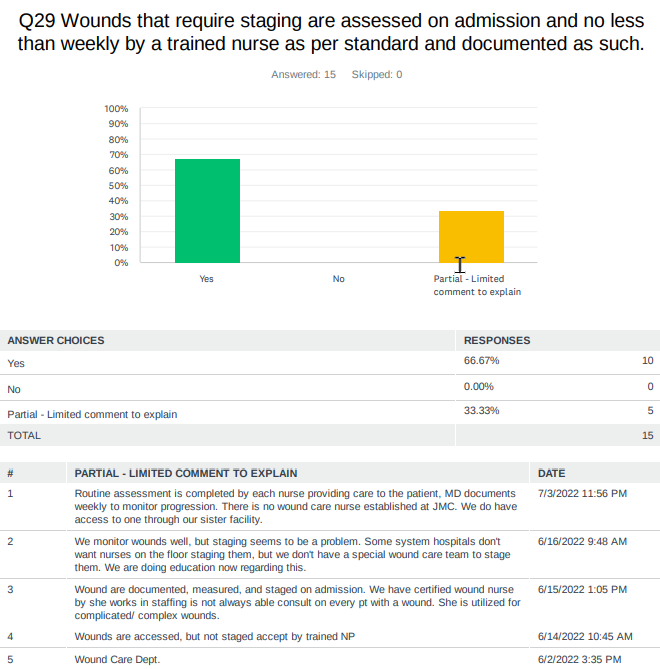 Q29 Wounds that require staging are assessed on admission and no less
than weekly by a trained nurse as per standard and documented as such.
Answered: 15 Skipped: 0
100%
90%
80%
70%
60%
50%
40%
30%
20%
10%
0%
Yes
No
Partial - Limited
comment to explain
ANSWER CHOICES RESPONSES
Yes 66.67% 10
No 0.00% 0
Partial - Limited comment to explain 33.33% 5
TOTAL 15
# PARTIAL - LIMITED COMMENT TO EXPLAIN DATE
1 Routine assessment is completed by each nurse providing care to the patient, MD documents 7/3/2022 11:56 PM
weekly to monitor progression. There is no wound care nurse established at JMC. We do have
access to one through our sister facility.
2 We monitor wounds well, but staging seems to be a problem. Some system hospitals don't 6/16/2022 9:48 AM
want nurses on the floor staging them, but we don't have a special wound care team to stage
them. We are doing education now regarding this.
3 Wound are documented, measured, and staged on admission. We have certified wound nurse 6/15/2022 1:05 PM
by she works in staffing is not always able consult on every pt with a wound. She is utilized for
complicated/ complex wounds.
4 Wounds are accessed, but not staged accept by trained NP 6/14/2022 10:45 AM
5 Wound Care Dept. 6/2/2022 3:35 PM